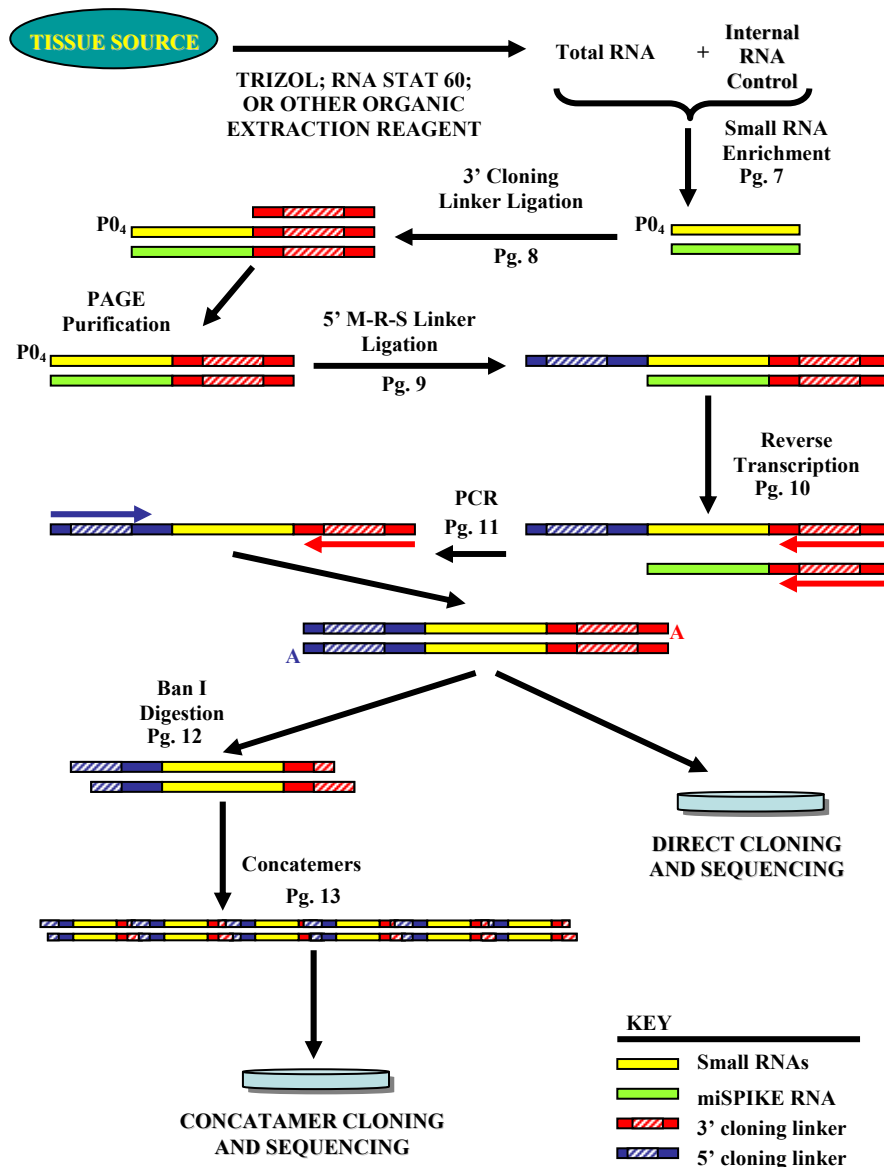 TISSUE SOURCE
TRIZOL; RNA STAT 60;
OR OTHER ORGANIC
EXTRACTION REAGENT
Total RNA
+
Internal
RNA
Control
Small RNA
Enrichment
Pg. 7
P0₄
3’ Cloning
Linker Ligation
Pg. 8
P0₄
PAGE
Purification
P0₄
5’ M-R-S Linker
Ligation
Pg. 9
Reverse
Transcription
Pg. 10
PCR
Pg. 11
A
A
Ban I
Digestion
Pg. 12
DIRECT CLONING
AND SEQUENCING
Concatemers
Pg. 13
CONCATAMER CLONING
AND SEQUENCING
KEY
Small RNAs
miSPIKE RNA
3’ cloning linker
5’ cloning linker